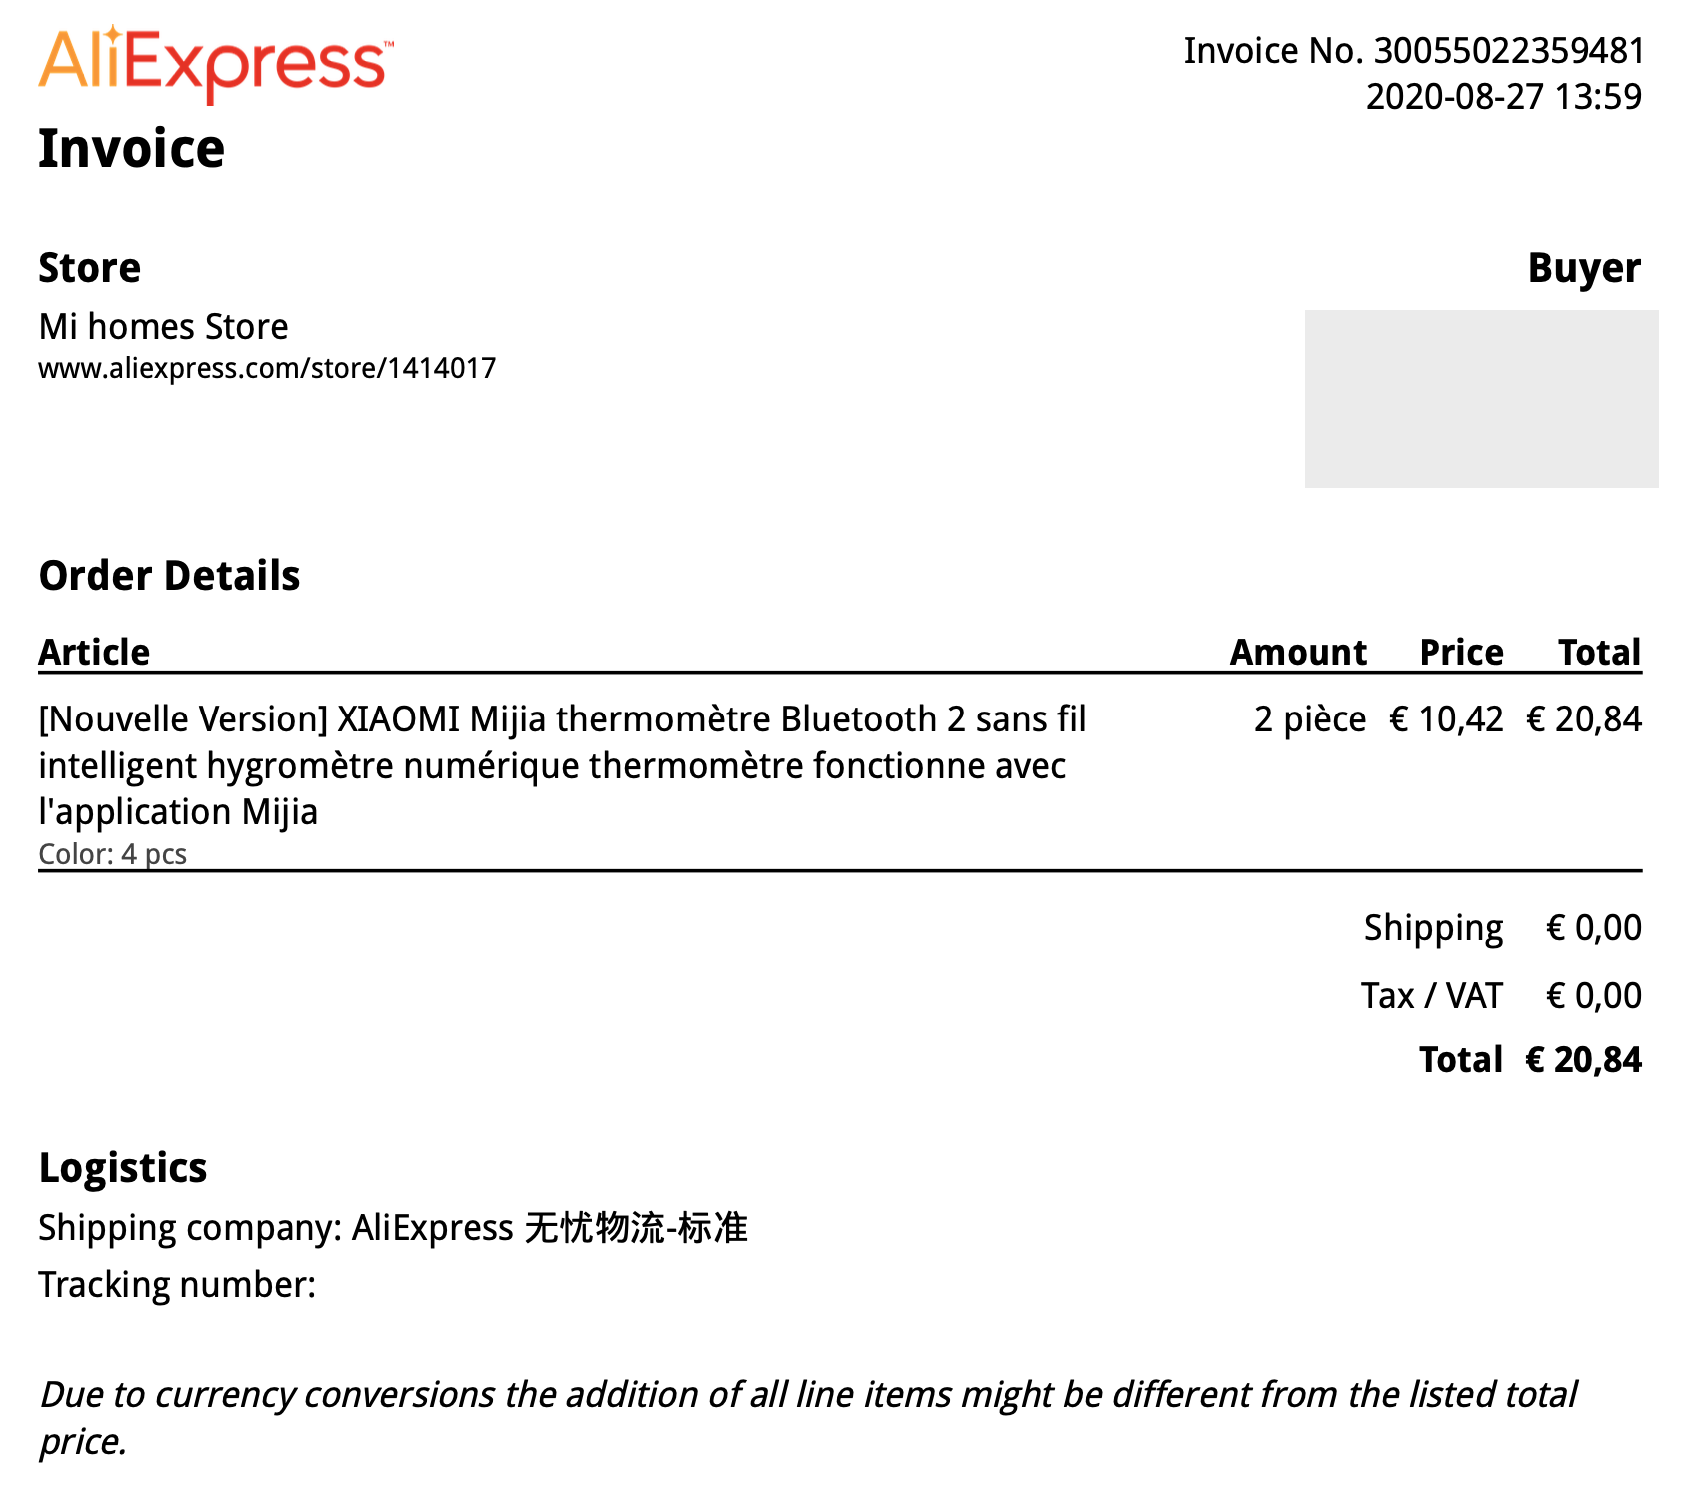 AliExpress™
Invoice No. 30055022359481
2020-08-27 13:59
Invoice
Store
Buyer
Mi homes Store
www.aliexpress.com/store/1414017
Order Details
Article Amount Price Total
[Nouvelle Version] XIAOMI Mijia thermomètre Bluetooth 2 sans fil 2 pièce € 10,42 € 20,84
intelligent hygromètre numérique thermomètre fonctionne avec
l'application Mijia
Color: 4 pcs
Shipping € 0,00
Tax / VAT € 0,00
Total € 20,84
Logistics
Shipping company: AliExpress 无忧物流-标准
Tracking number:
Due to currency conversions the addition of all line items might be different from the listed total
price.